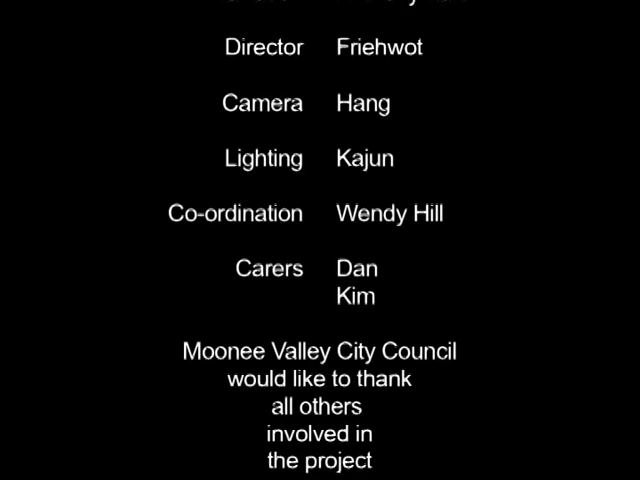 Director Friehwot
Camera Hang
Lighting Kajun
Co-ordination Wendy Hill
Carers Dan
Kim
Moonee Valley City Council
would like to thank
all others
involved in
the project